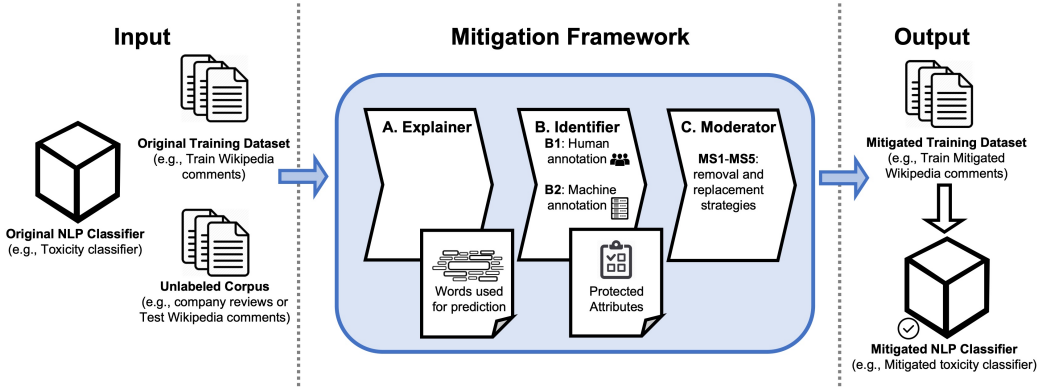 Input
Original Training Dataset
(e.g., Train Wikipedia
comments)
Original NLP Classifier
(e.g., Toxicity classifier)
Unlabeled Corpus
(e.g., company reviews or
Test Wikipedia comments)
Mitigation Framework
A. Explainer
Words used
for prediction
B. Identifier
B1: Human
annotation
B2: Machine
annotation
Protected
Attributes
C. Moderator
MS1-MS5:
removal and
replacement
strategies
Output
Mitigated Training Dataset
(e.g., Train Mitigated
Wikipedia comments)
Mitigated NLP Classifier
(e.g., Mitigated toxicity classifier)